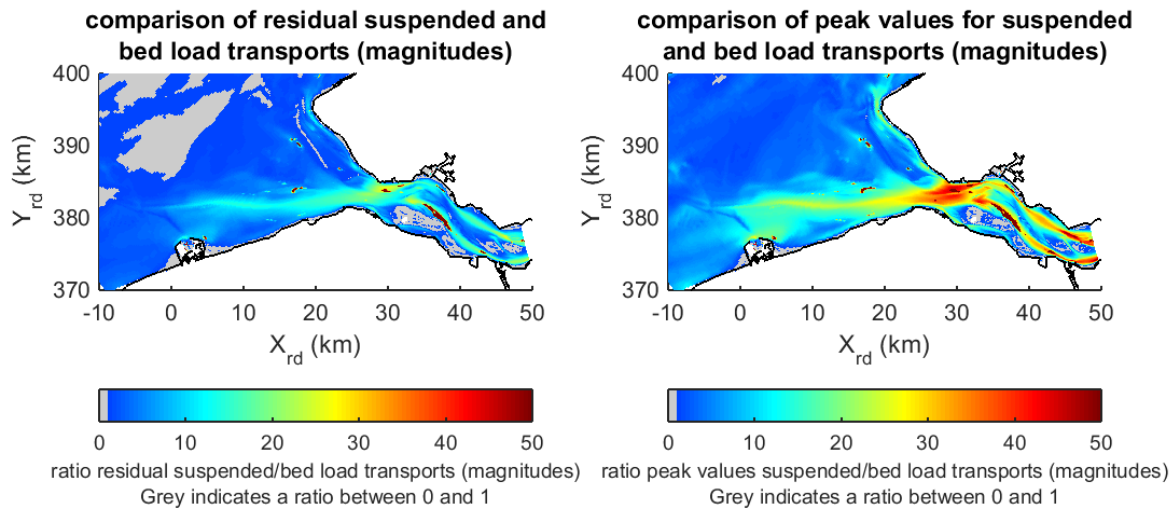 comparison of residual suspended and
bed load transports (magnitudes)
400
390
380
370
Y_rd (km)
-10 0 10 20 30 40 50
X_rd (km)
0 10 20 30 40 50
ratio residual suspended/bed load transports (magnitudes)
Grey indicates a ratio between 0 and 1
comparison of peak values for suspended
and bed load transports (magnitudes)
400
390
380
370
Y_rd (km)
-10 0 10 20 30 40 50
X_rd (km)
0 10 20 30 40 50
ratio peak values suspended/bed load transports (magnitudes)
Grey indicates a ratio between 0 and 1